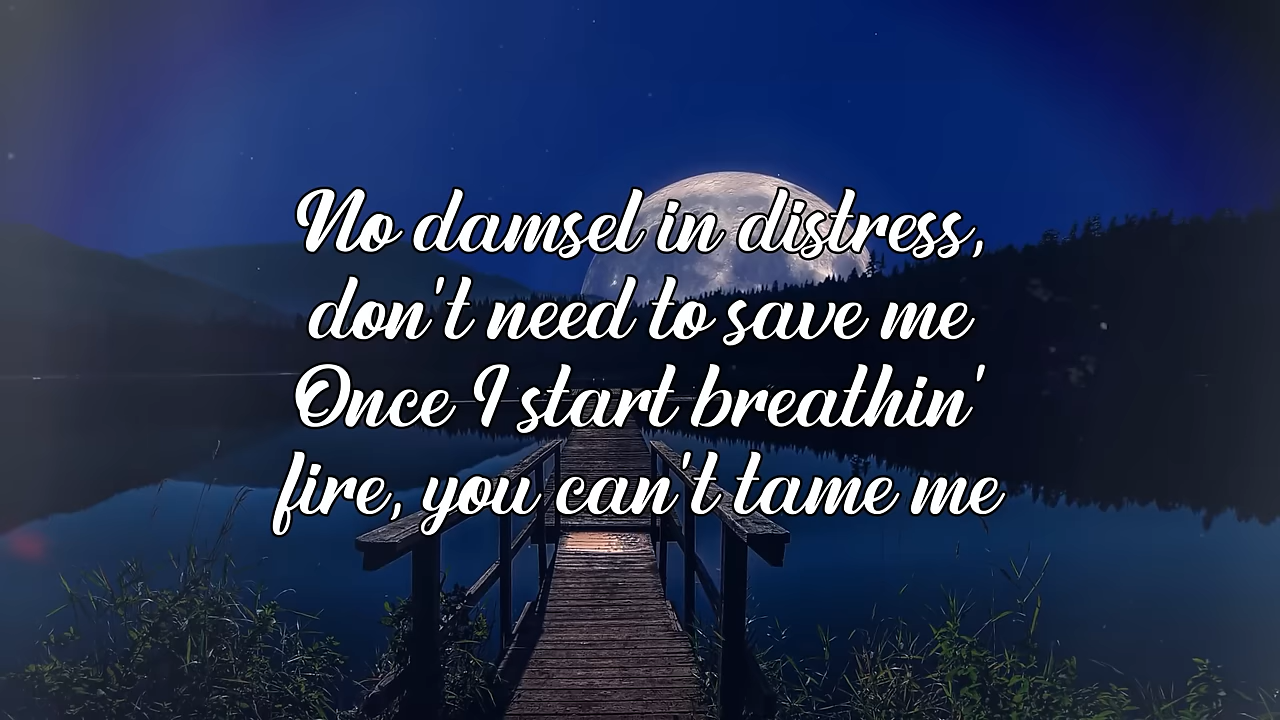 No damsel in distress,
don't need to save me
Once I start breathin'
fire, you can't tame me